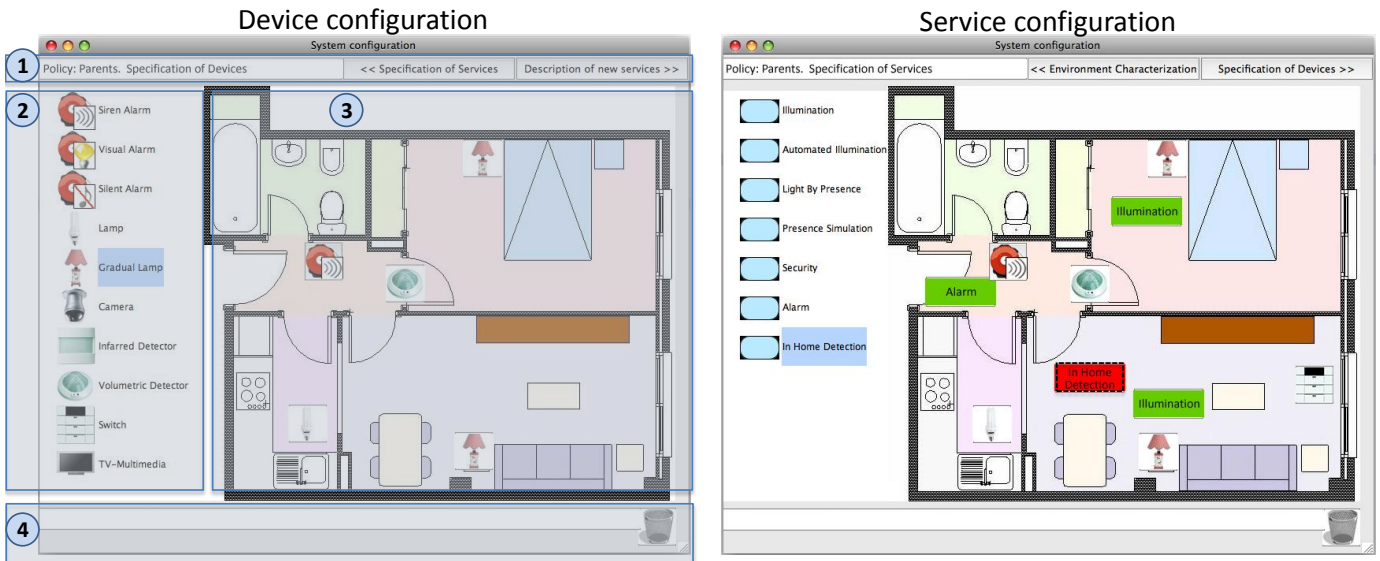 Device configuration
System configuration
1
Policy: Parents. Specification of Devices
<< Specification of Services
Description of new services >>
2
3
Siren Alarm
Visual Alarm
Silent Alarm
Lamp
Gradual Lamp
Camera
Infarred Detector
Volumetric Detector
Switch
TV-Multimedia
4
Service configuration
System configuration
Policy: Parents. Specification of Services
<< Environment Characterization
Specification of Devices >>
Illumination
Automated Illumination
Light By Presence
Presence Simulation
Security
Alarm
In Home Detection
Illumination
Alarm
In Home
Detection
Illumination